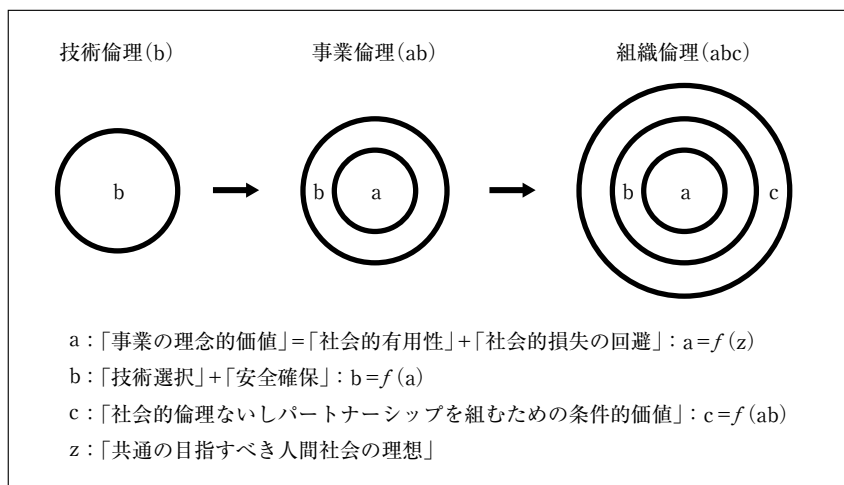 技術倫理(b) 事業倫理(ab) 組織倫理(abc)
b b a b a c
a:「事業の理念的価値」=「社会的有用性」+「社会的損失の回避」:a=f(z)
b:「技術選択」+「安全確保」:b=f(a)
c:「社会的倫理ないしパートナーシップを組むための条件的価値」:c=f(ab)
z:「共通の目指すべき人間社会の理想」